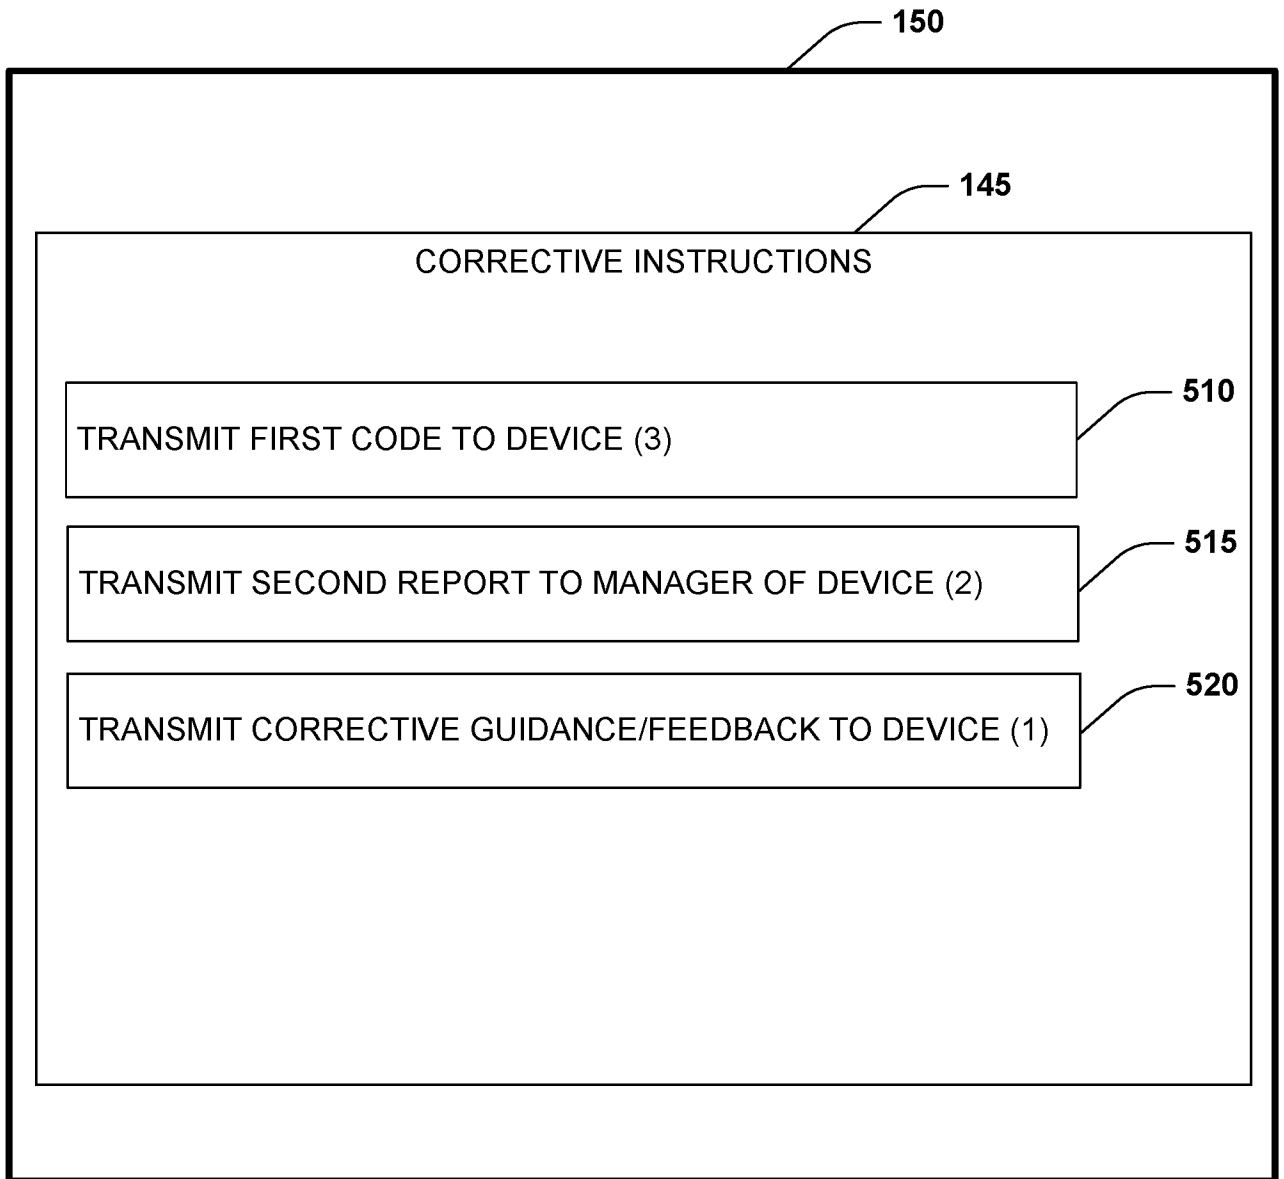 150
145
CORRECTIVE INSTRUCTIONS
510
TRANSMIT FIRST CODE TO DEVICE (3)
515
TRANSMIT SECOND REPORT TO MANAGER OF DEVICE (2)
520
TRANSMIT CORRECTIVE GUIDANCE/FEEDBACK TO DEVICE (1)